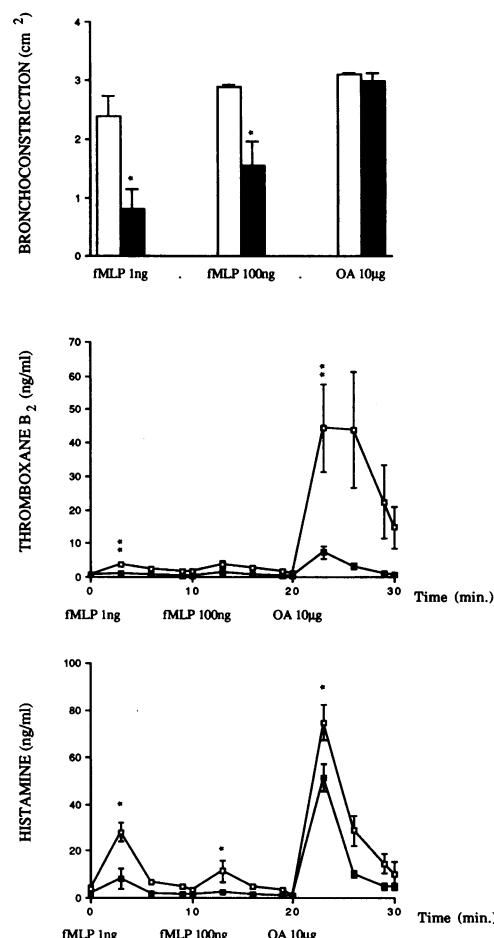 BRONCHOCONSTRICTION (cm 2)
4
3
2
1
0
*
*
fMLP 1ng . fMLP 100ng . OA 10µg
THROMBOXANE B2 (ng/ml)
70
60
50
40
30
20
10
0
*
*
*
*
0 10 20 30
Time (min.)
fMLP 1ng fMLP 100ng OA 10µg
HISTAMINE (ng/ml)
100
80
60
40
20
0
*
*
*
0 10 20 30
Time (min.)
fMLP 1ng fMLP 100ng OA 10µg